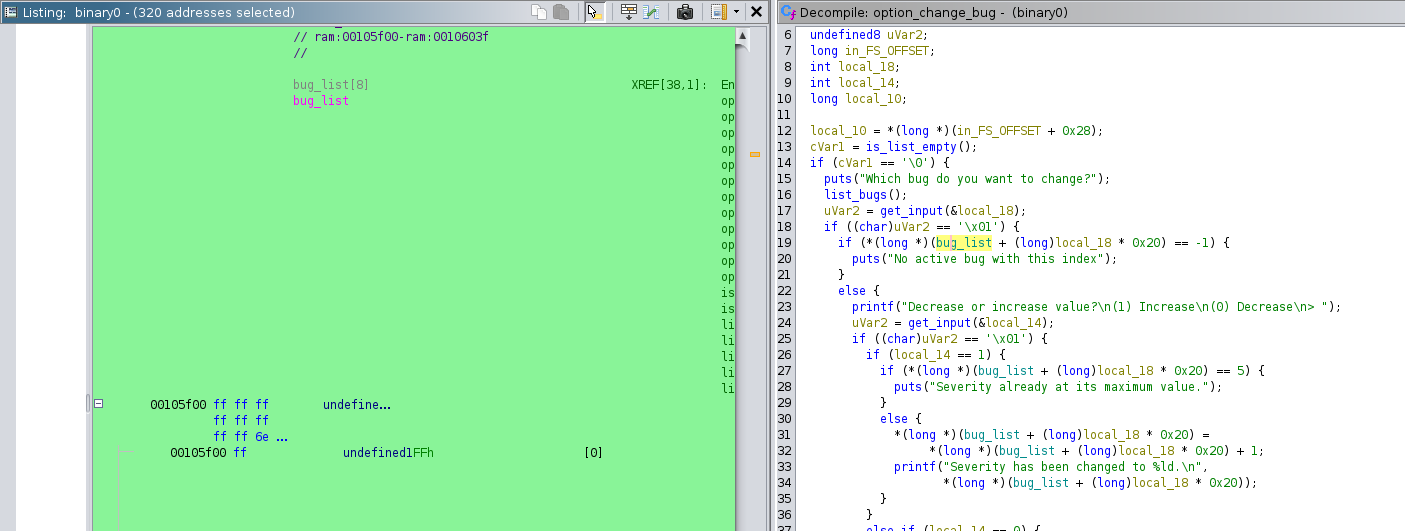 Listing: binary0 - (320 addresses selected)
// ram:00105f00-ram:0010603f
//
bug_list[8] XREF[38,1]: En
bug_list op
op
op
op
op
op
op
op
op
op
op
op
is
is
li
li
li
li
li
00105f00 ff ff ff undefine...
ff ff ff
ff ff 6e ...
00105f00 ff undefined1FFh [0]
Decompile: option_change_bug - (binary0)
6 undefined8 uVar2;
7 long in_FS_OFFSET;
8 int local_18;
9 int local_14;
10 long local_10;
11
12 local_10 = *(long *)(in_FS_OFFSET + 0x28);
13 cVar1 = is_list_empty();
14 if (cVar1 == '\0') {
15 puts("Which bug do you want to change?");
16 list_bugs();
17 uVar2 = get_input(&local_18);
18 if ((char)uVar2 == '\x01') {
19 if (*(long *)(bug_list + (long)local_18 * 0x20) == -1) {
20 puts("No active bug with this index");
21 }
22 else {
23 printf("Decrease or increase value?\n(1) Increase\n(0) Decrease\n> ");
24 uVar2 = get_input(&local_14);
25 if ((char)uVar2 == '\x01') {
26 if (local_14 == 1) {
27 if (*(long *)(bug_list + (long)local_18 * 0x20) == 5) {
28 puts("Severity already at its maximum value.");
29 }
30 else {
31 *(long *)(bug_list + (long)local_18 * 0x20) =
32 *(long *)(bug_list + (long)local_18 * 0x20) + 1;
33 printf("Severity has been changed to %ld.\n",
34 *(long *)(bug_list + (long)local_18 * 0x20));
35 }
36 }
37 else if (local_14 == 0) {